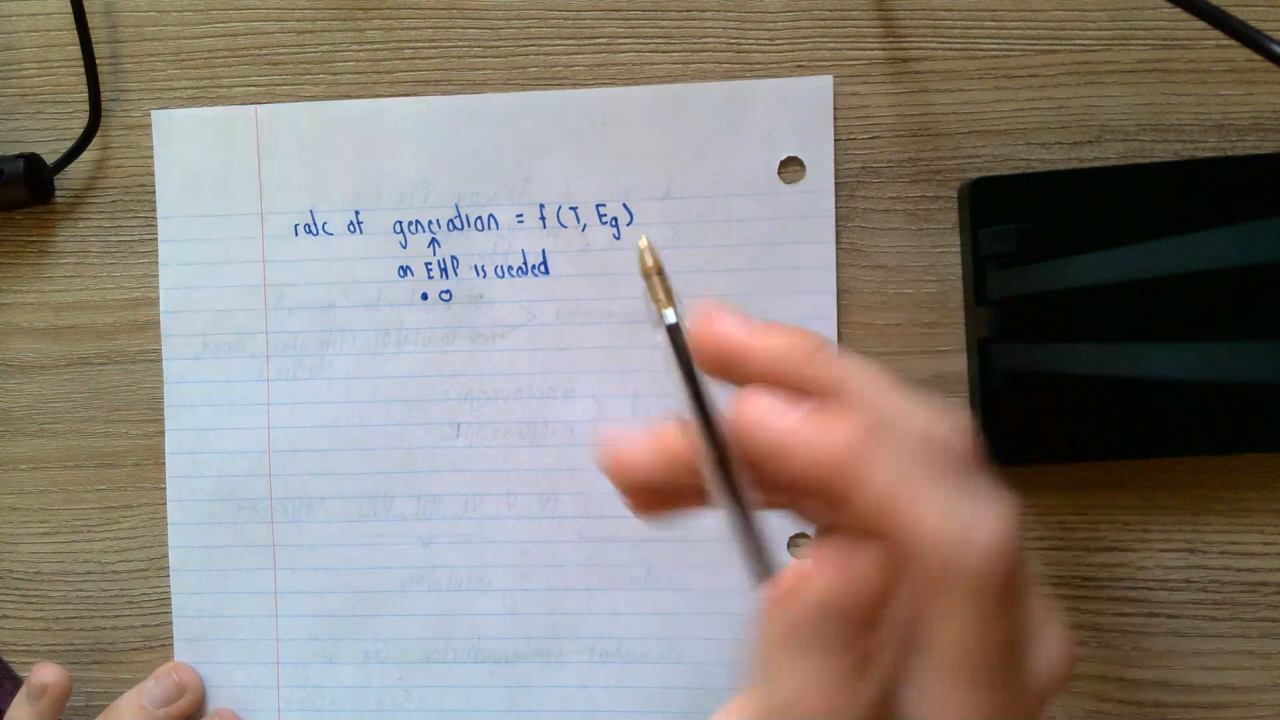 rate of generation = f(T, Eg)
↑
an EHP is created